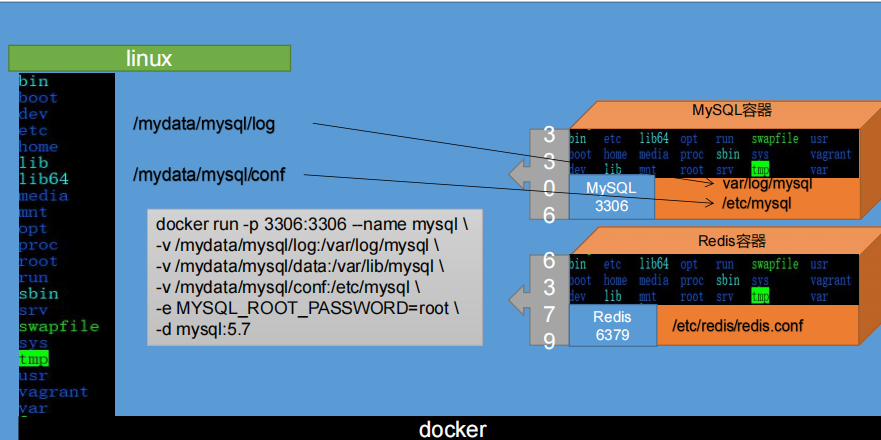 linux
bin
boot
dev
etc
home
lib
lib64
media
mnt
opt
proc
root
run
sbin
srv
swapfile
sys
tmp
usr
vagrant
var
/mydata/mysql/log
/mydata/mysql/conf
docker run -p 3306:3306 --name mysql \
-v /mydata/mysql/log:/var/log/mysql \
-v /mydata/mysql/data:/var/lib/mysql \
-v /mydata/mysql/conf:/etc/mysql \
-e MYSQL_ROOT_PASSWORD=root \
-d mysql:5.7
MySQL容器
3
3
0
6
bin etc lib64 opt run swapfile usr
boot home media proc sbin sys vagrant
dev lib mnt root srv tmp var
MySQL
3306
var/log/mysql
/etc/mysql
Redis容器
6
3
7
9
bin etc lib64 opt run swapfile usr
boot home media proc sbin sys vagrant
dev lib mnt root srv tmp var
Redis
6379
/etc/redis/redis.conf
docker